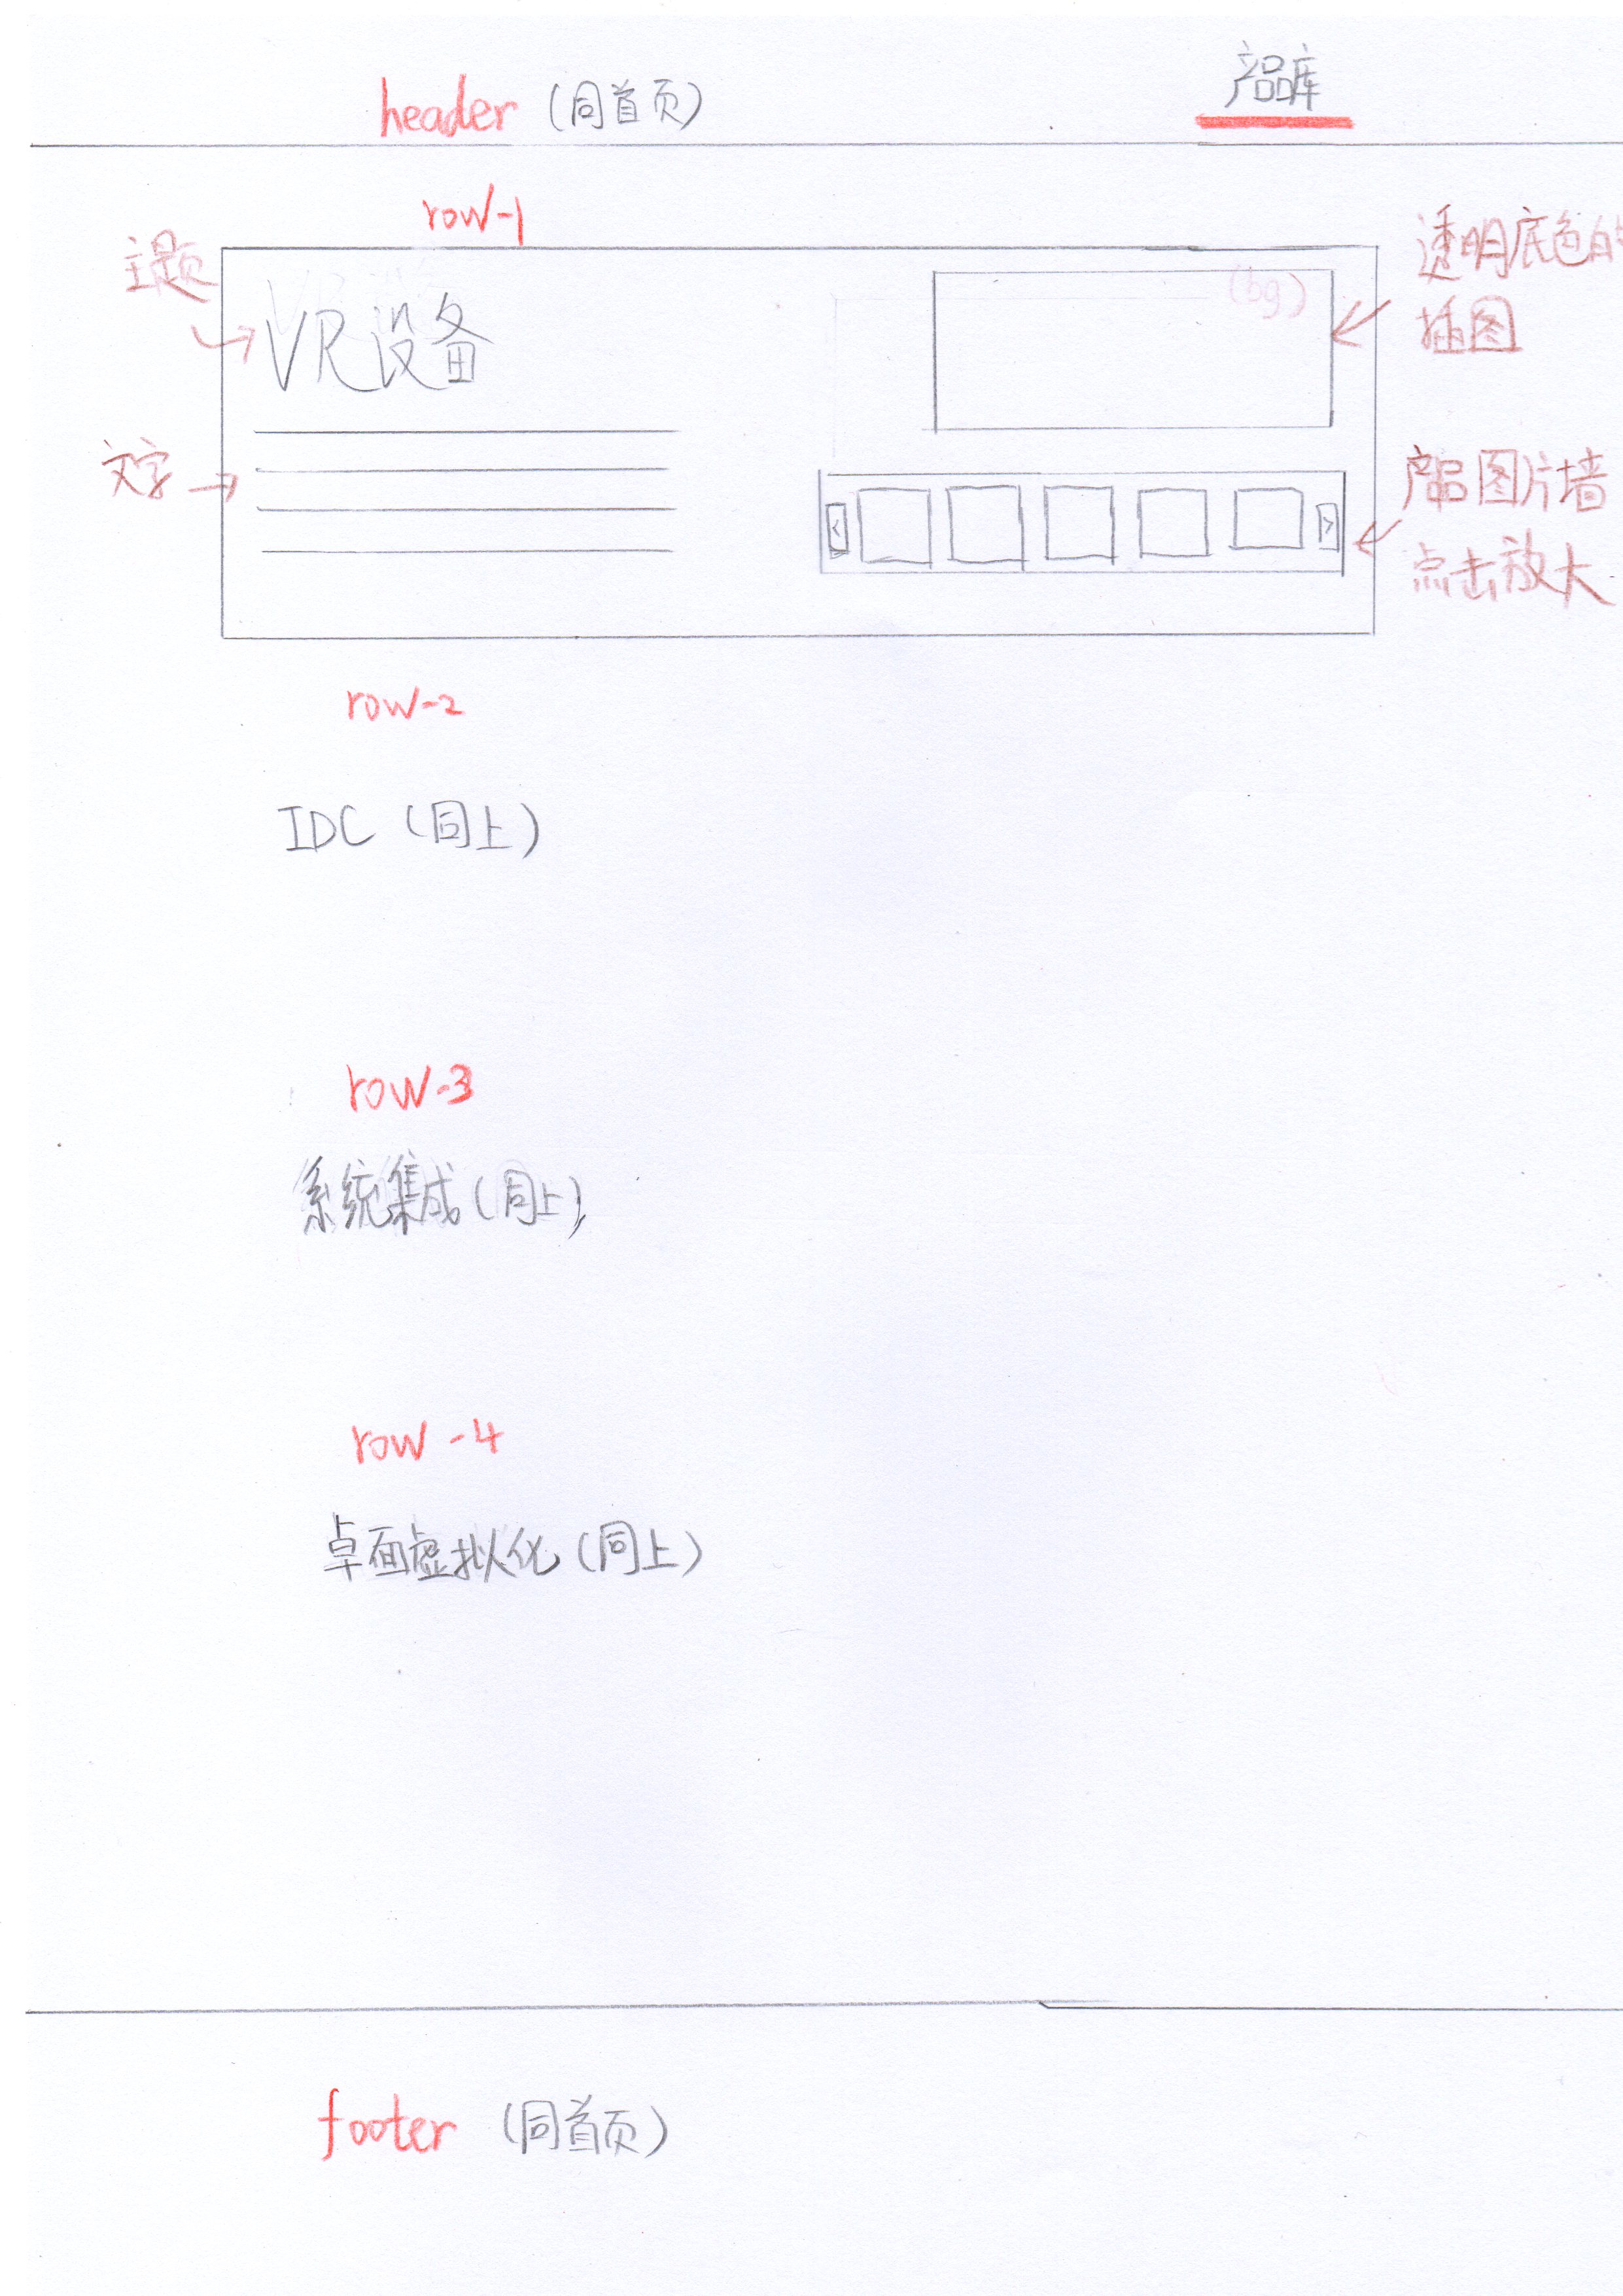 header (同首页)
产品库
row-1
主题
VR设备
(bg)
透明底色的
插图
文字
<
>
产品图片墙
点击放大
row-2
IDC (同上)
row-3
系统集成(同上)
row-4
卓面虚拟化(同上)
footer (同首页)